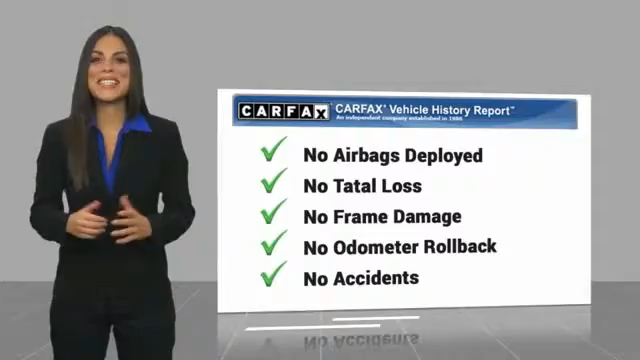 CARFAX CARFAX Vehicle History Report™
An independent company established in 1986
No Airbags Deployed
No Tatal Loss
No Frame Damage
No Odometer Rollback
No Accidents